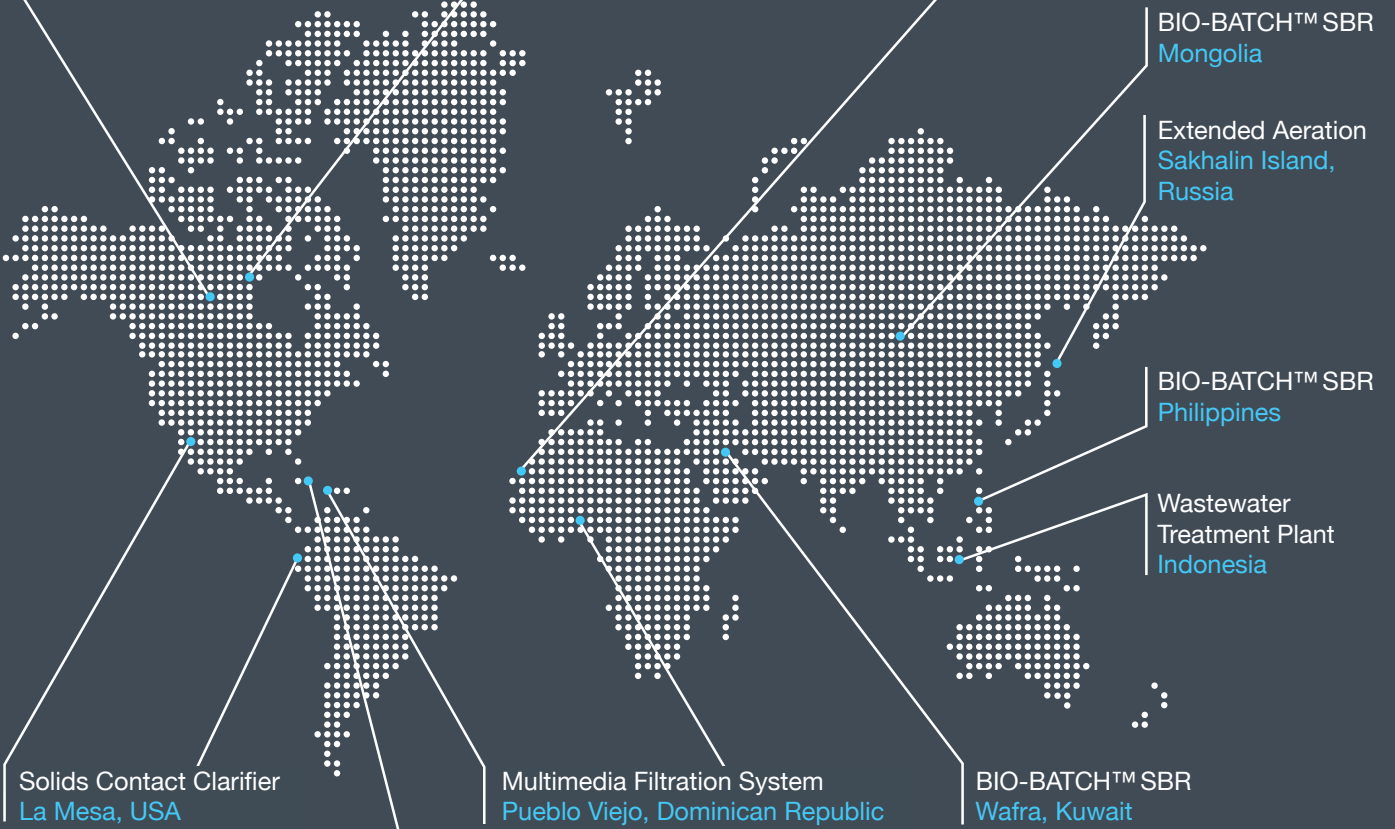 BIO-BATCH™ SBR
Mongolia
Extended Aeration
Sakhalin Island,
Russia
BIO-BATCH™ SBR
Philippines
Wastewater
Treatment Plant
Indonesia
Solids Contact Clarifier
La Mesa, USA
Multimedia Filtration System
Pueblo Viejo, Dominican Republic
BIO-BATCH™ SBR
Wafra, Kuwait